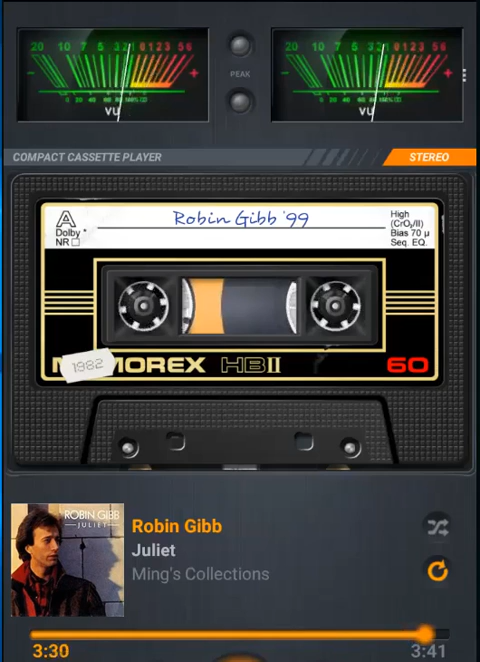 20 10 7 5 3 2 1 0 1 2 3 5 6
- +
VU
PEAK
20 10 7 5 3 2 1 0 1 2 3 5 6
- +
VU
COMPACT CASSETTE PLAYER
STEREO
A
Dolby
NR
Robin Gibb '99
High
(CrO₂/II)
Bias 70 µ
Seq. EQ.
1982
MOREX HBII
60
ROBIN GIBB
JULIET
Robin Gibb
Juliet
Ming's Collections
3:30
3:41